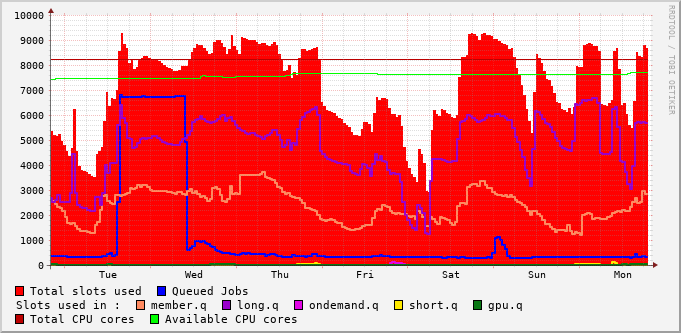 10000
9000
8000
7000
6000
5000
4000
3000
2000
1000
0
Tue Wed Thu Fri Sat Sun Mon
RRDTOOL / TOBI OETIKER
Total slots used Queued Jobs
Slots used in : member.q long.q ondemand.q short.q gpu.q
Total CPU cores Available CPU cores